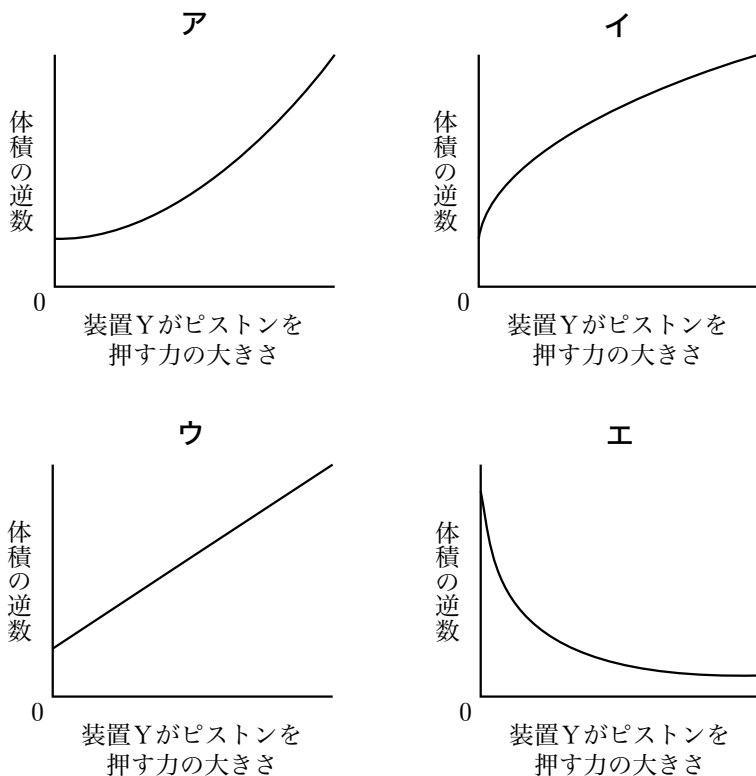 ア
体積の逆数
0
装置Yがピストンを
押す力の大きさ
イ
体積の逆数
0
装置Yがピストンを
押す力の大きさ
ウ
体積の逆数
0
装置Yがピストンを
押す力の大きさ
エ
体積の逆数
0
装置Yがピストンを
押す力の大きさ